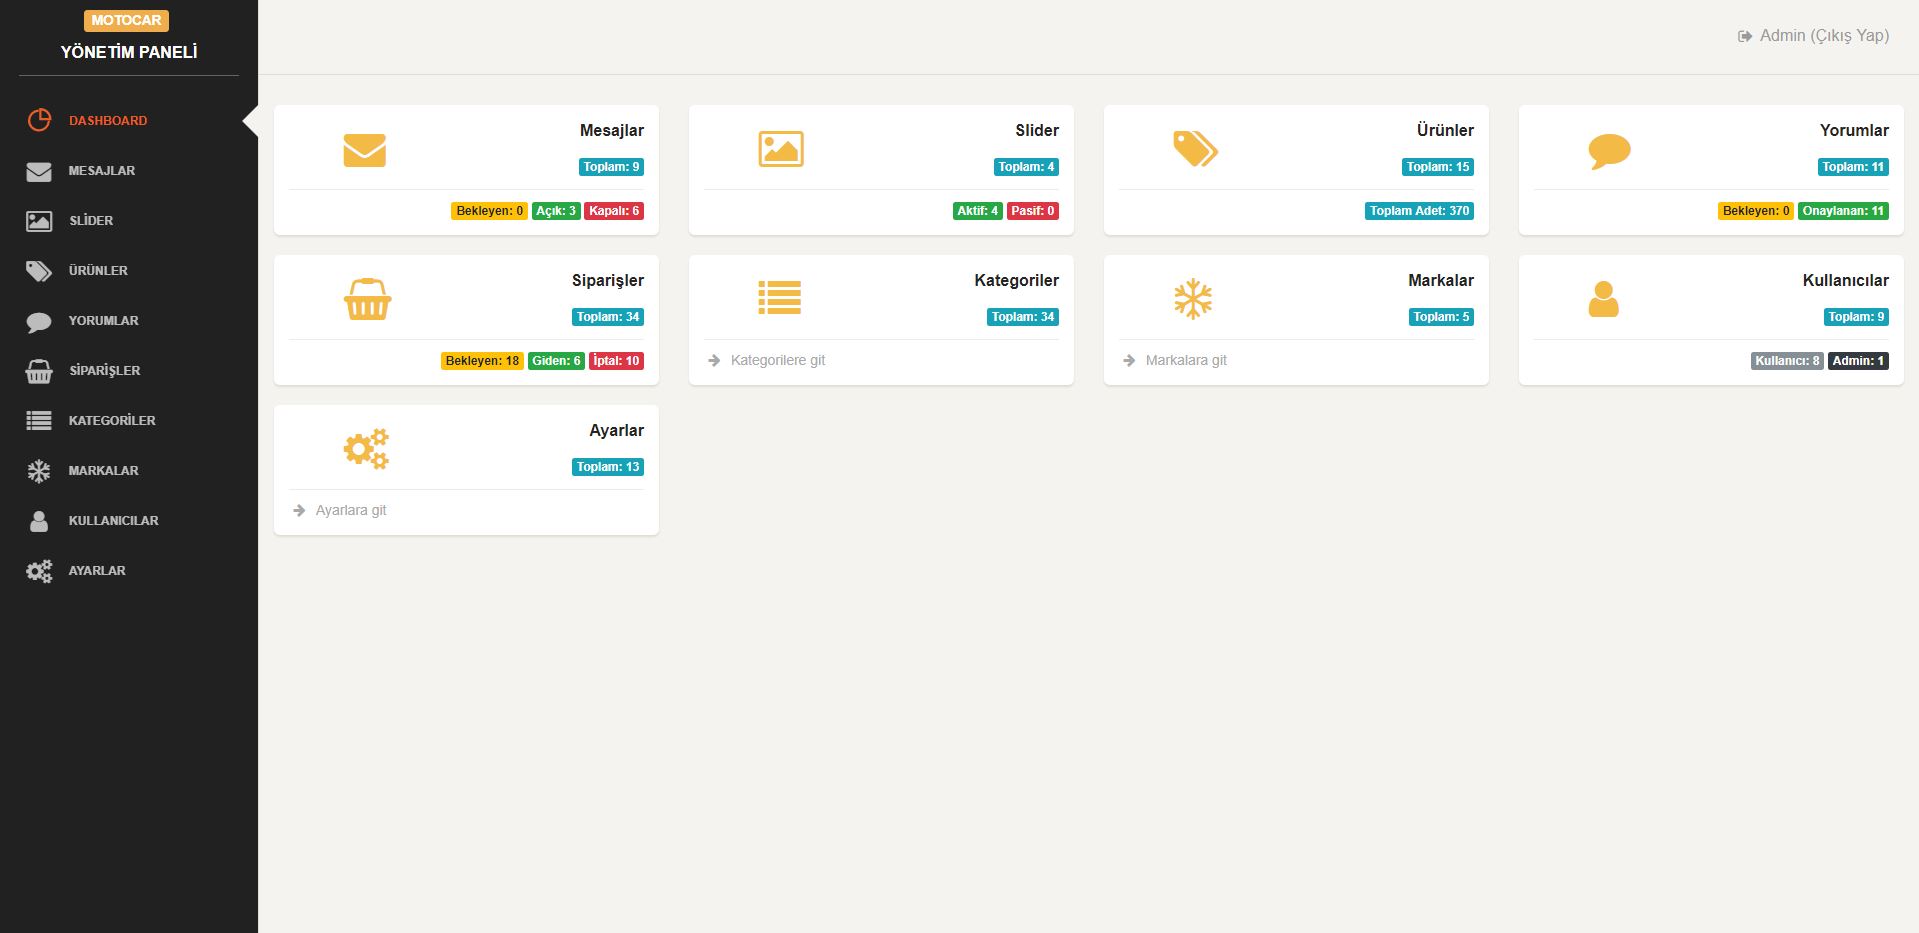 MOTOCAR
YÖNETİM PANELİ
DASHBOARD
MESAJLAR
SLİDER
ÜRÜNLER
YORUMLAR
SİPARİŞLER
KATEGORİLER
MARKALAR
KULLANICILAR
AYARLAR
Admin (Çıkış Yap)
Mesajlar
Toplam: 9
Bekleyen: 0 Açık: 3 Kapalı: 6
Slider
Toplam: 4
Aktif: 4 Pasif: 0
Ürünler
Toplam: 15
Toplam Adet: 370
Yorumlar
Toplam: 11
Bekleyen: 0 Onaylanan: 11
Siparişler
Toplam: 34
Bekleyen: 18 Giden: 6 İptal: 10
Kategoriler
Toplam: 34
Kategorilere git
Markalar
Toplam: 5
Markalara git
Kullanıcılar
Toplam: 9
Kullanıcı: 8 Admin: 1
Ayarlar
Toplam: 13
Ayarlara git